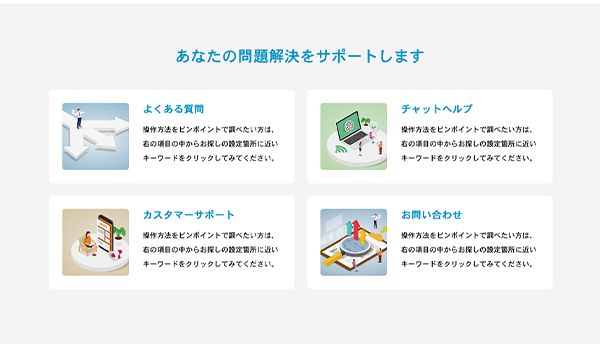 あなたの問題解決をサポートします
よくある質問
操作方法をピンポイントで調べたい方は、
右の項目の中からお探しの設定箇所に近い
キーワードをクリックしてみてください。
チャットヘルプ
操作方法をピンポイントで調べたい方は、
右の項目の中からお探しの設定箇所に近い
キーワードをクリックしてみてください。
カスタマーサポート
操作方法をピンポイントで調べたい方は、
右の項目の中からお探しの設定箇所に近い
キーワードをクリックしてみてください。
お問い合わせ
操作方法をピンポイントで調べたい方は、
右の項目の中からお探しの設定箇所に近い
キーワードをクリックしてみてください。